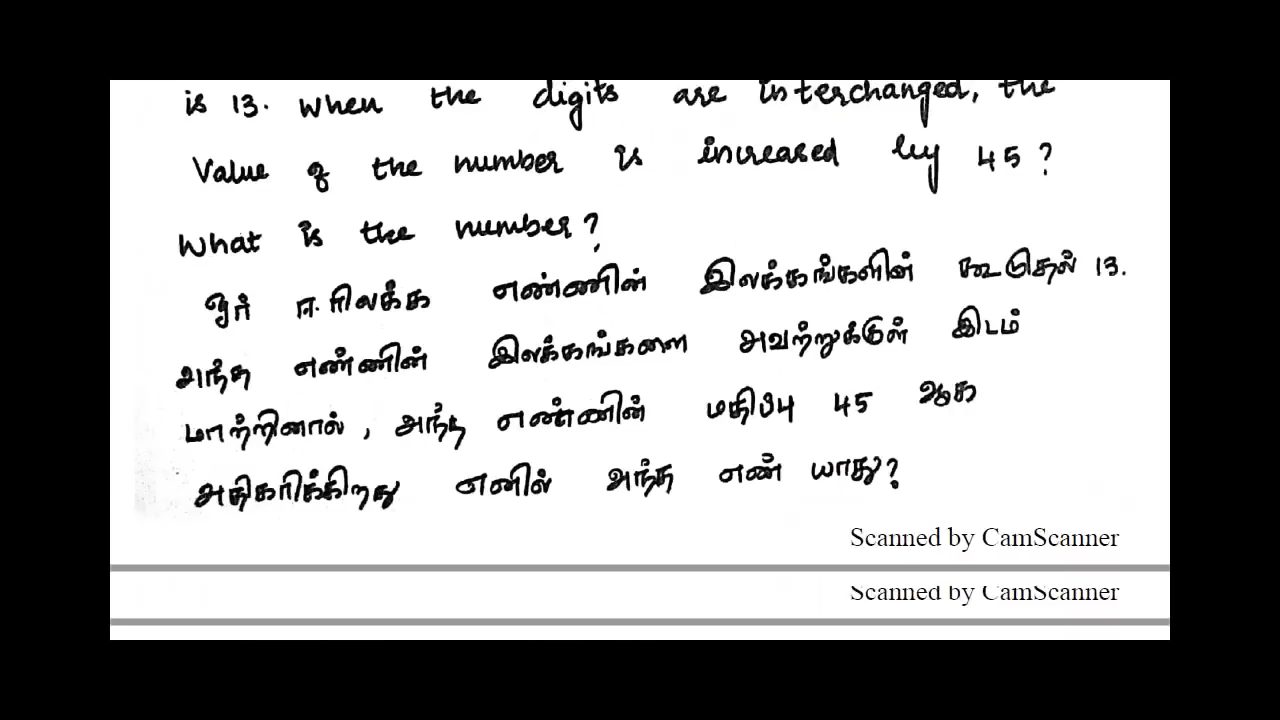 is 13. When the digits are interchanged, the
Value of the number is increased by 45?
What is the number?
ஓர் ஈரிலக்க எண்ணின் இலக்கங்களின் கூடுதல் 13.
அந்த எண்ணின் இலக்கங்களை அவற்றுக்குள் இடம்
மாற்றினால், அந்த எண்ணின் மதிப்பு 45 ஆக
அதிகரிக்கிறது எனில் அந்த எண் யாது?
Scanned by CamScanner
Scanned by CamScanner